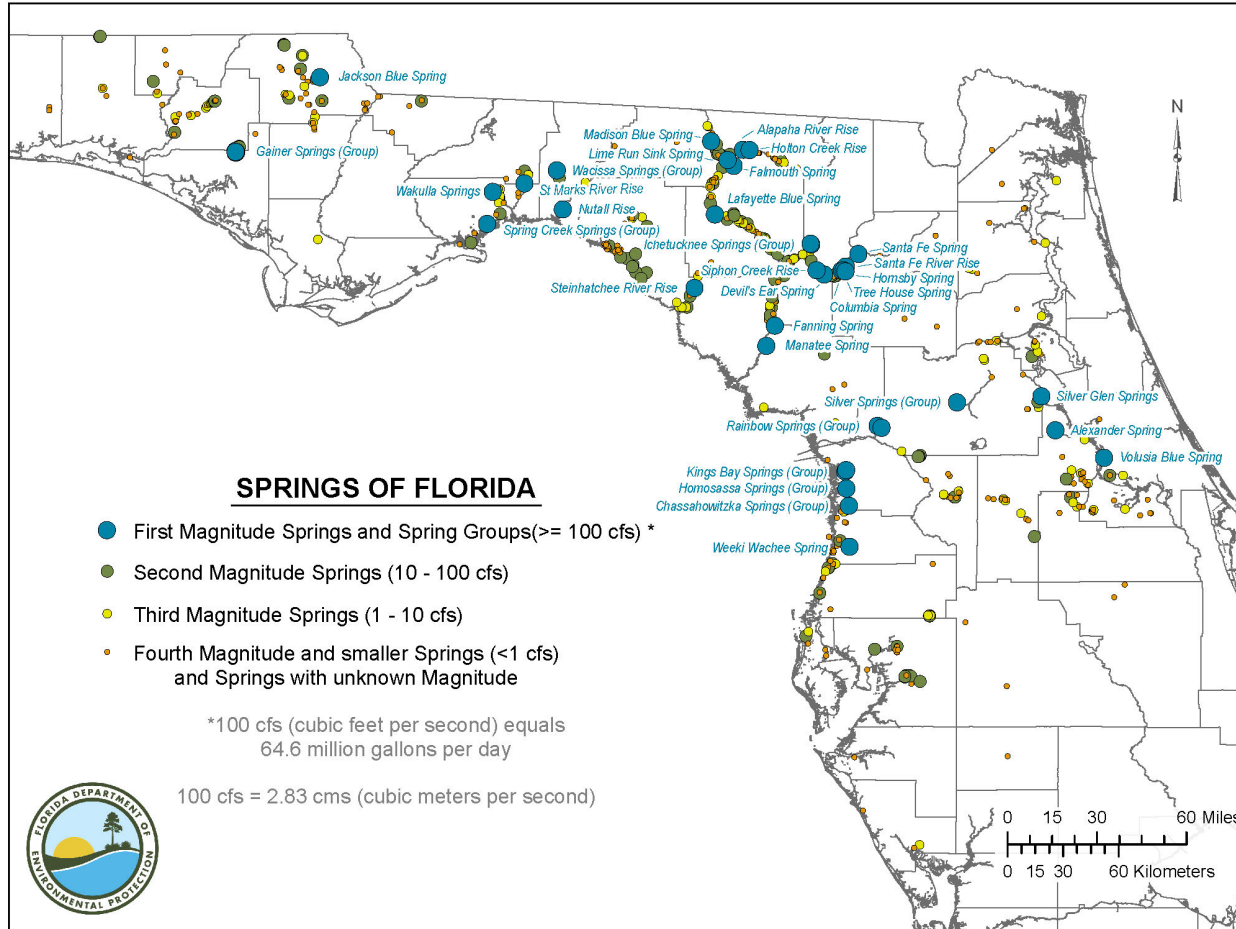 Jackson Blue Spring
Gainer Springs (Group)
Madison Blue Spring
Alapaha River Rise
Lime Run Sink Spring
Holton Creek Rise
Wacissa Springs (Group)
Falmouth Spring
Wakulla Springs
St Marks River Rise
Nutall Rise
Lafayette Blue Spring
Spring Creek Springs (Group)
Ichetucknee Springs (Group)
Santa Fe Spring
Siphon Creek Rise
Santa Fe River Rise
Hornsby Spring
Steinhatchee River Rise
Devil's Ear Spring
Tree House Spring
Columbia Spring
Fanning Spring
Manatee Spring
Silver Springs (Group)
Silver Glen Springs
Rainbow Springs (Group)
Alexander Spring
Volusia Blue Spring
Kings Bay Springs (Group)
Homosassa Springs (Group)
Chassahowitzka Springs (Group)
Weeki Wachee Spring
N
SPRINGS OF FLORIDA
First Magnitude Springs and Spring Groups(>= 100 cfs) *
Second Magnitude Springs (10 - 100 cfs)
Third Magnitude Springs (1 - 10 cfs)
Fourth Magnitude and smaller Springs (<1 cfs)
and Springs with unknown Magnitude
*100 cfs (cubic feet per second) equals
64.6 million gallons per day
100 cfs = 2.83 cms (cubic meters per second)
FLORIDA DEPARTMENT OF
ENVIRONMENTAL PROTECTION
0 15 30 60 Miles
0 15 30 60 Kilometers